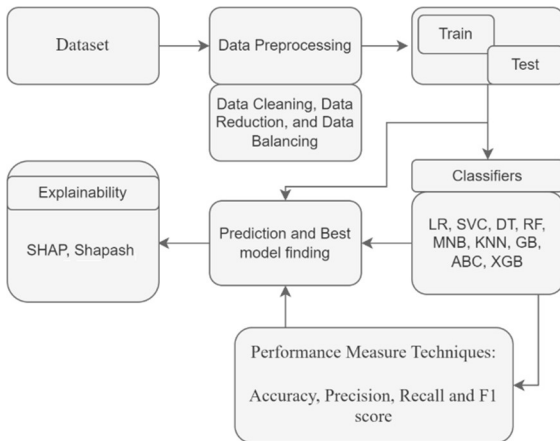 Dataset
Data Preprocessing
Data Cleaning, Data
Reduction, and Data
Balancing
Train
Test
Classifiers
LR, SVC, DT, RF,
MNB, KNN, GB,
ABC, XGB
Prediction and Best
model finding
Explainability
SHAP, Shapash
Performance Measure Techniques:
Accuracy, Precision, Recall and F1
score